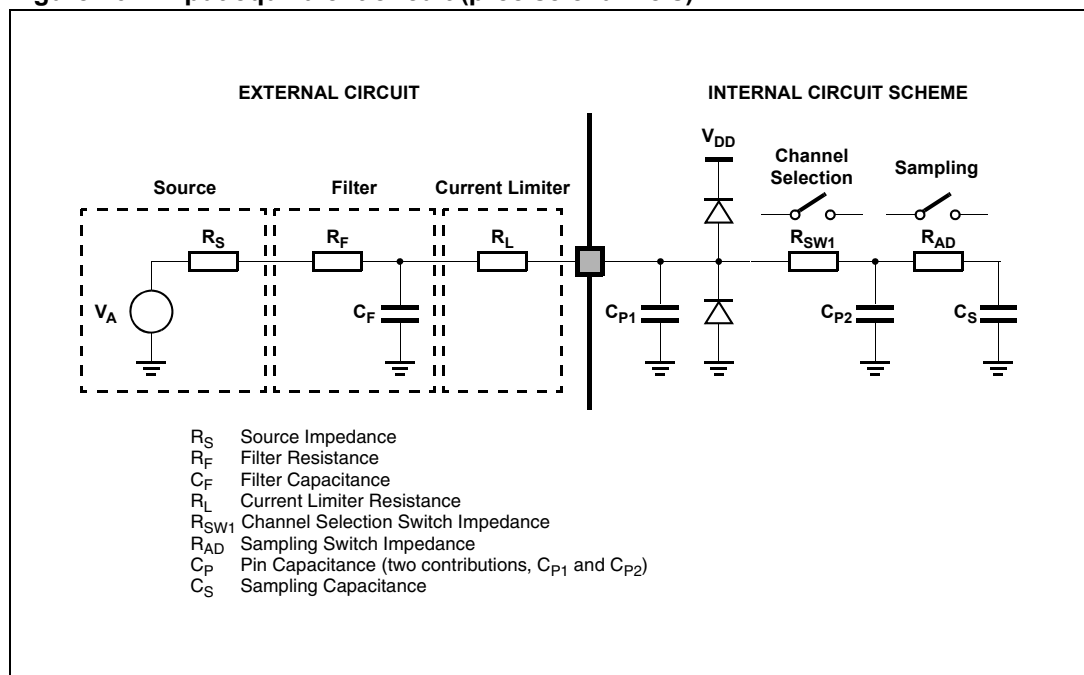 EXTERNAL CIRCUIT
INTERNAL CIRCUIT SCHEME
VDD
Channel
Selection
Sampling
Source
Filter
Current Limiter
RS
RF
RL
RSW1
RAD
VA
CF
CP1
CP2
CS
RS Source Impedance
RF Filter Resistance
CF Filter Capacitance
RL Current Limiter Resistance
RSW1 Channel Selection Switch Impedance
RAD Sampling Switch Impedance
CP Pin Capacitance (two contributions, CP1 and CP2)
CS Sampling Capacitance